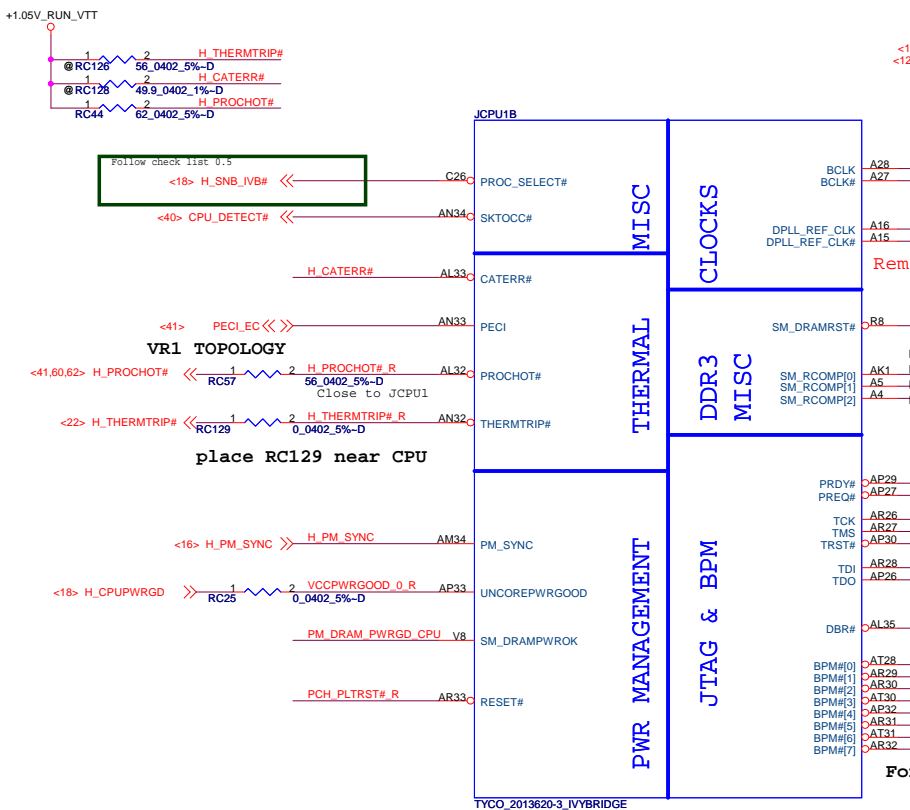 +1.05V_RUN_VTT
1 2 H_THERMTRIP#
@ RC126 56_0402_5%~D
1 2 H_CATERR#
@ RC128 49.9_0402_1%~D
1 2 H_PROCHOT#
RC44 62_0402_5%~D
<12
JCPU1B
Follow check list 0.5
<18> H_SNB_IVB# C26 PROC_SELECT#
<40> CPU_DETECT# AN34 SKTOCC#
H_CATERR# AL33 CATERR#
<41> PECI_EC AN33 PECI
VR1 TOPOLOGY
<41,60,62> H_PROCHOT# 1 2 H_PROCHOT#_R AL32 PROCHOT#
RC57 56_0402_5%~D
Close to JCPU1
<22> H_THERMTRIP# 1 2 H_THERMTRIP#_R AN32 THERMTRIP#
RC129 0_0402_5%~D
place RC129 near CPU
<16> H_PM_SYNC H_PM_SYNC AM34 PM_SYNC
<18> H_CPUPWRGD 1 2 VCCPWRGOOD_0_R AP33 UNCOREPWRGOOD
RC25 0_0402_5%~D
PM_DRAM_PWRGD_CPU V8 SM_DRAMPWROK
PCH_PLTRST#_R AR33 RESET#
MISC
THERMAL
PWR MANAGEMENT
CLOCKS
DDR3
MISC
JTAG & BPM
BCLK A28
BCLK# A27
DPLL_REF_CLK A16
DPLL_REF_CLK# A15
Rem
SM_DRAMRST# R8
SM_RCOMP[0] AK1
SM_RCOMP[1] A5
SM_RCOMP[2] A4
PRDY# AP29
PREQ# AP27
TCK AR26
TMS AR27
TRST# AP30
TDI AR28
TDO AP26
DBR# AL35
BPM#[0] AT28
BPM#[1] AR29
BPM#[2] AR30
BPM#[3] AT30
BPM#[4] AP32
BPM#[5] AR31
BPM#[6] AT31
BPM#[7] AR32
For
TYCO_2013620-3_IVYBRIDGE